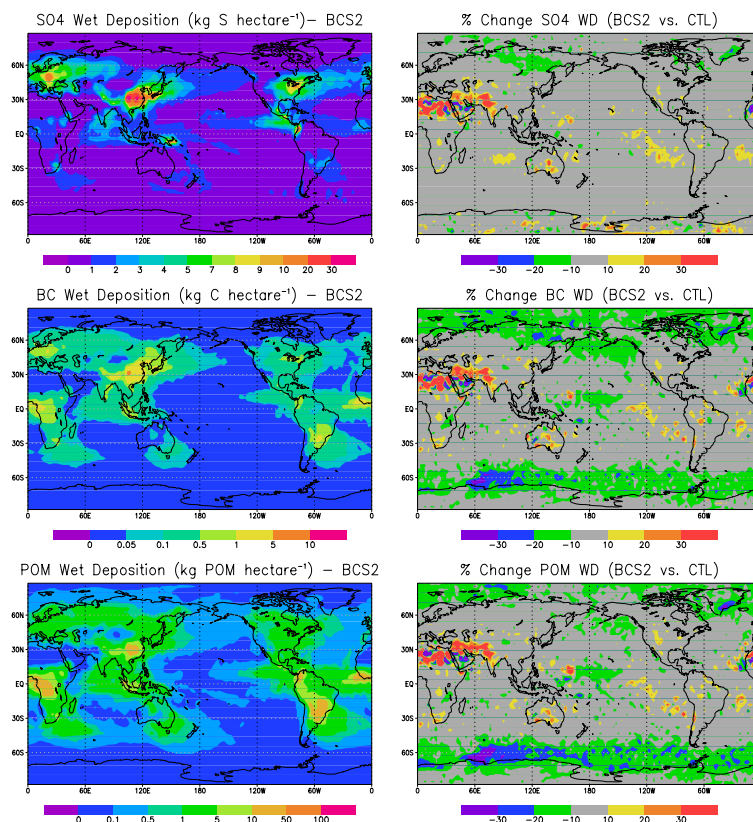 SO4 Wet Deposition (kg S hectare⁻¹)– BCS2
% Change SO4 WD (BCS2 vs. CTL)
60N
30N
EQ
30S
60S
0 60E 120E 180 120W 60W 0
0 1 2 3 4 5 7 8 9 10 20 30
60N
30N
EQ
30S
60S
0 60E 120E 180 120W 60W
−30 −20 −10 10 20 30
BC Wet Deposition (kg C hectare⁻¹) – BCS2
% Change BC WD (BCS2 vs. CTL)
60N
30N
EQ
30S
60S
0 60E 120E 180 120W 60W 0
0 0.05 0.1 0.5 1 5 10
60N
30N
EQ
30S
60S
0 60E 120E 180 120W 60W
−30 −20 −10 10 20 30
POM Wet Deposition (kg POM hectare⁻¹) – BCS2
% Change POM WD (BCS2 vs. CTL)
60N
30N
EQ
30S
60S
0 60E 120E 180 120W 60W 0
0 0.1 0.5 1 5 10 50 100
60N
30N
EQ
30S
60S
0 60E 120E 180 120W 60W
−30 −20 −10 10 20 30